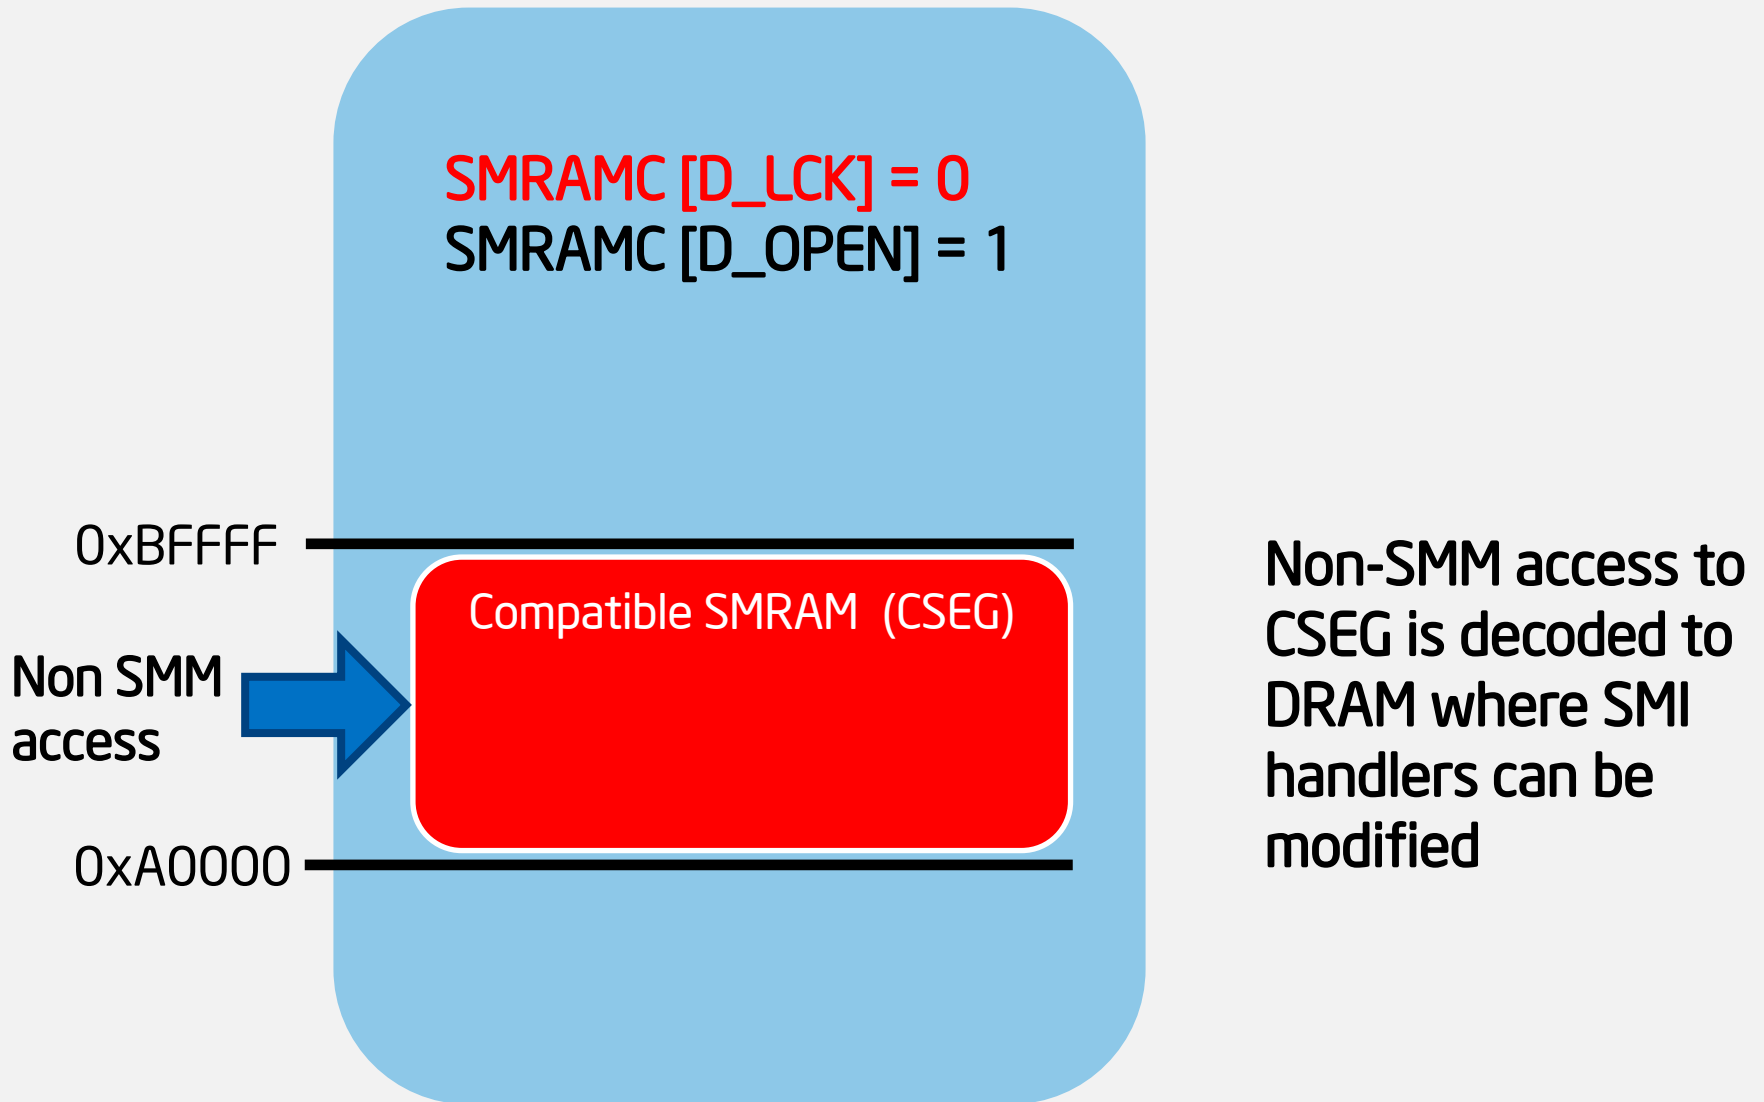 SMRAMC [D_LCK] = 0
SMRAMC [D_OPEN] = 1
0xBFFFF
Compatible SMRAM (CSEG)
Non SMM
access
0xA0000
Non-SMM access to
CSEG is decoded to
DRAM where SMI
handlers can be
modified